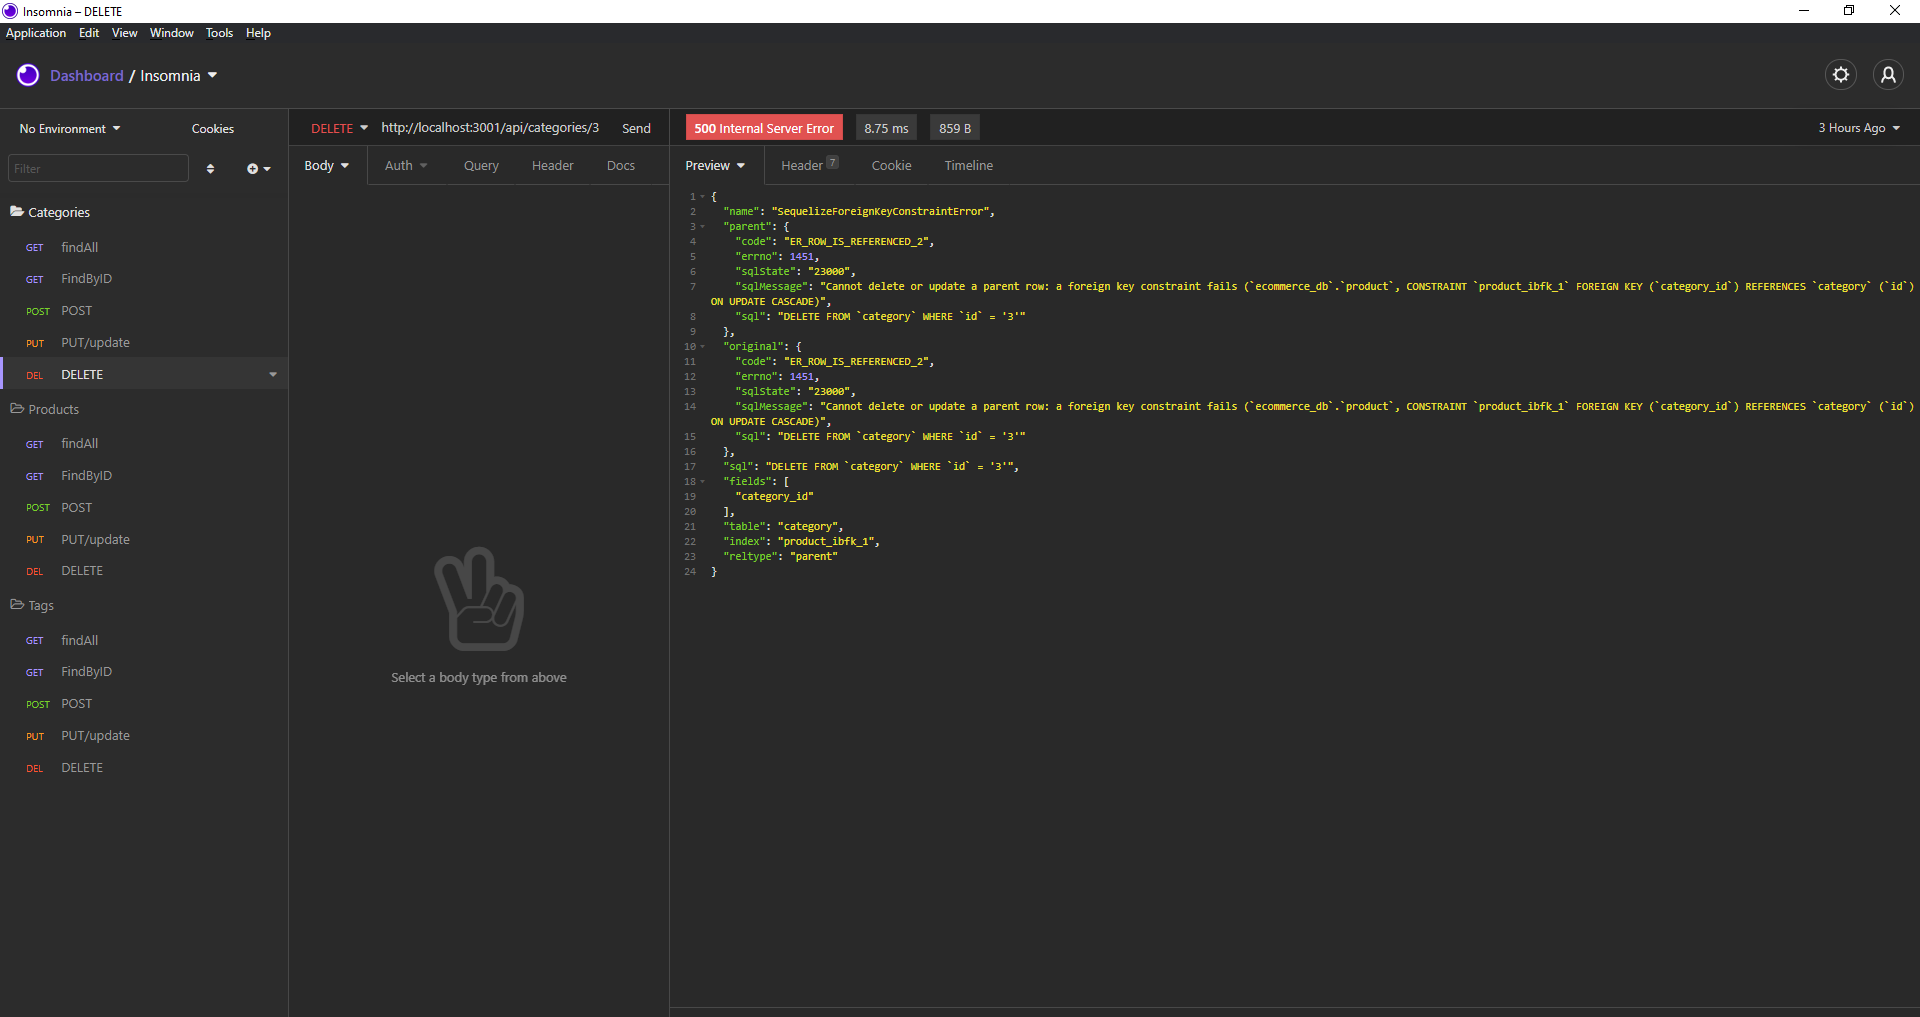 Insomnia – DELETE
Application Edit View Window Tools Help
Dashboard / Insomnia
No Environment Cookies
DELETE http://localhost:3001/api/categories/3 Send
500 Internal Server Error 8.75 ms 859 B 3 Hours Ago
Filter
Body Auth Query Header Docs
Preview Header 7 Cookie Timeline
Categories
GET findAll
GET FindByID
POST POST
PUT PUT/update
DEL DELETE
Products
GET findAll
GET FindByID
POST POST
PUT PUT/update
DEL DELETE
Tags
GET findAll
GET FindByID
POST POST
PUT PUT/update
DEL DELETE
Select a body type from above
1 {
2 "name": "SequelizeForeignKeyConstraintError",
3 "parent": {
4 "code": "ER_ROW_IS_REFERENCED_2",
5 "errno": 1451,
6 "sqlState": "23000",
7 "sqlMessage": "Cannot delete or update a parent row: a foreign key constraint fails (`ecommerce_db`.`product`, CONSTRAINT `product_ibfk_1` FOREIGN KEY (`category_id`) REFERENCES `category` (`id`)
ON UPDATE CASCADE)",
8 "sql": "DELETE FROM `category` WHERE `id` = '3'"
9 },
10 "original": {
11 "code": "ER_ROW_IS_REFERENCED_2",
12 "errno": 1451,
13 "sqlState": "23000",
14 "sqlMessage": "Cannot delete or update a parent row: a foreign key constraint fails (`ecommerce_db`.`product`, CONSTRAINT `product_ibfk_1` FOREIGN KEY (`category_id`) REFERENCES `category` (`id`)
ON UPDATE CASCADE)",
15 "sql": "DELETE FROM `category` WHERE `id` = '3'"
16 },
17 "sql": "DELETE FROM `category` WHERE `id` = '3'",
18 "fields": [
19 "category_id"
20 ],
21 "table": "category",
22 "index": "product_ibfk_1",
23 "reltype": "parent"
24 }